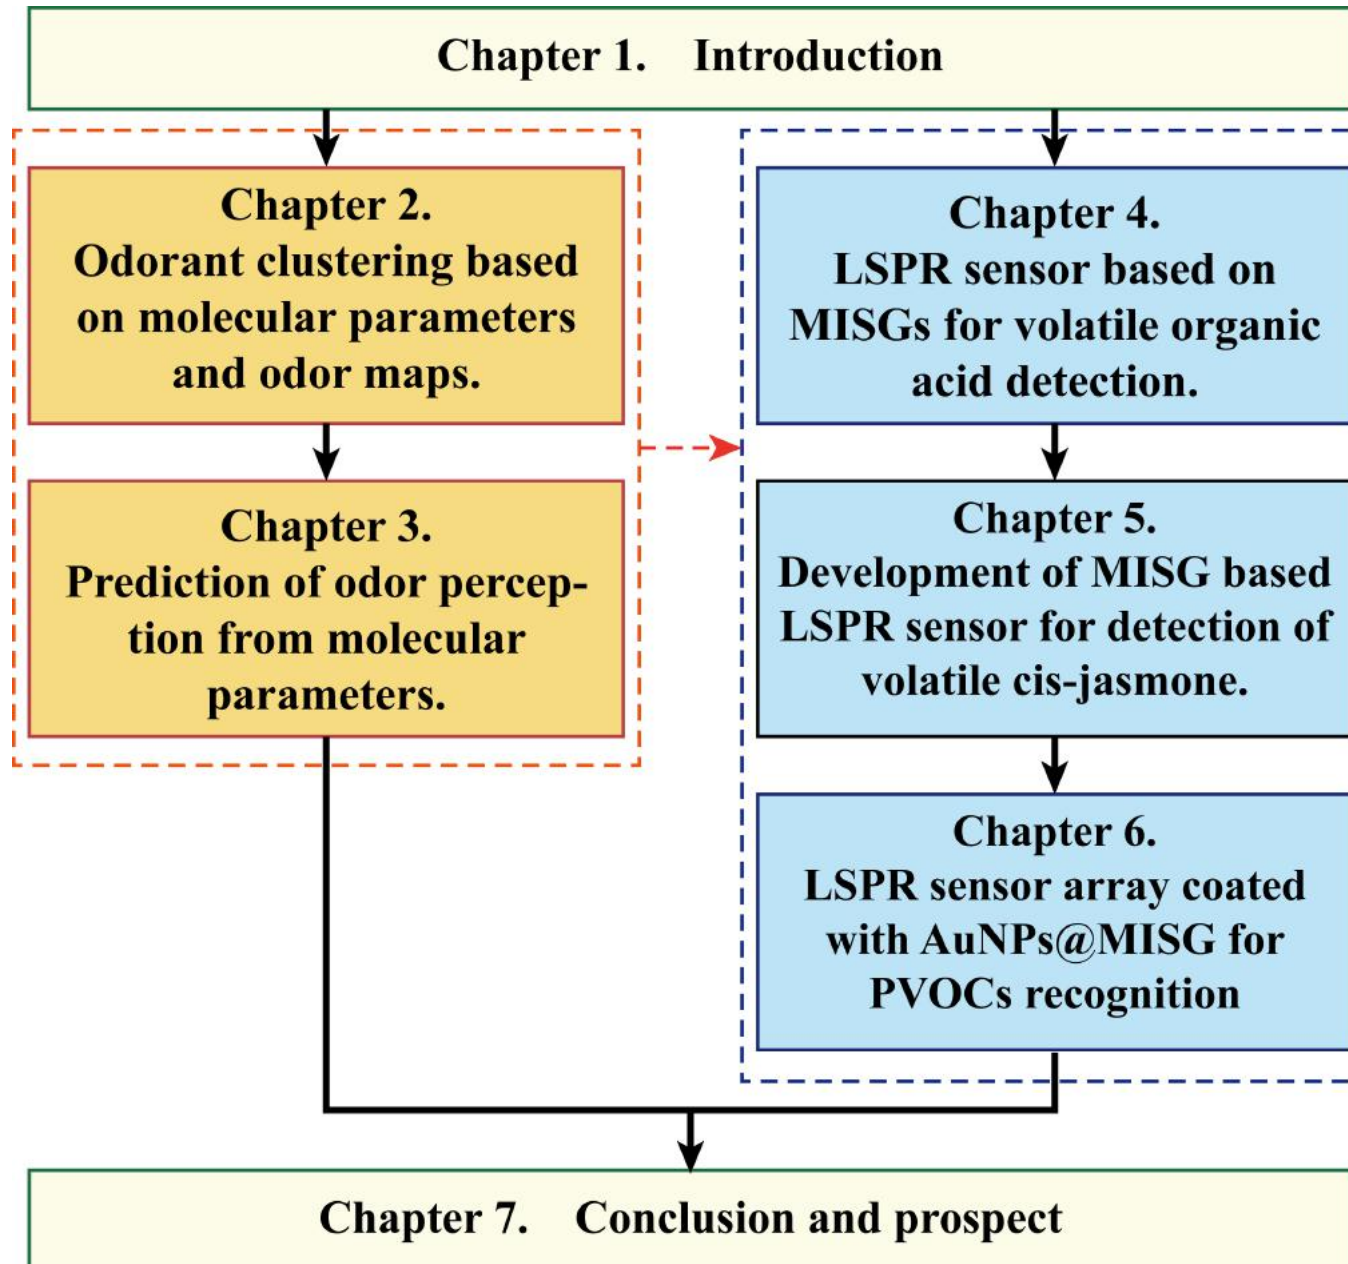 Chapter 1. Introduction
Chapter 2.
Odorant clustering based
on molecular parameters
and odor maps.
Chapter 3.
Prediction of odor percep-
tion from molecular
parameters.
Chapter 4.
LSPR sensor based on
MISGs for volatile organic
acid detection.
Chapter 5.
Development of MISG based
LSPR sensor for detection of
volatile cis-jasmone.
Chapter 6.
LSPR sensor array coated
with AuNPs@MISG for
PVOCs recognition
Chapter 7. Conclusion and prospect